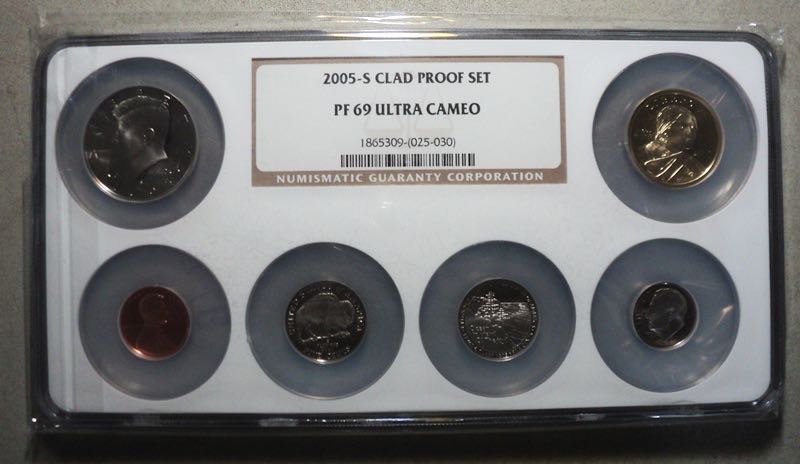 2005-S CLAD PROOF SET
PF 69 ULTRA CAMEO
1865309-(025-030)
NUMISMATIC GUARANTY CORPORATION